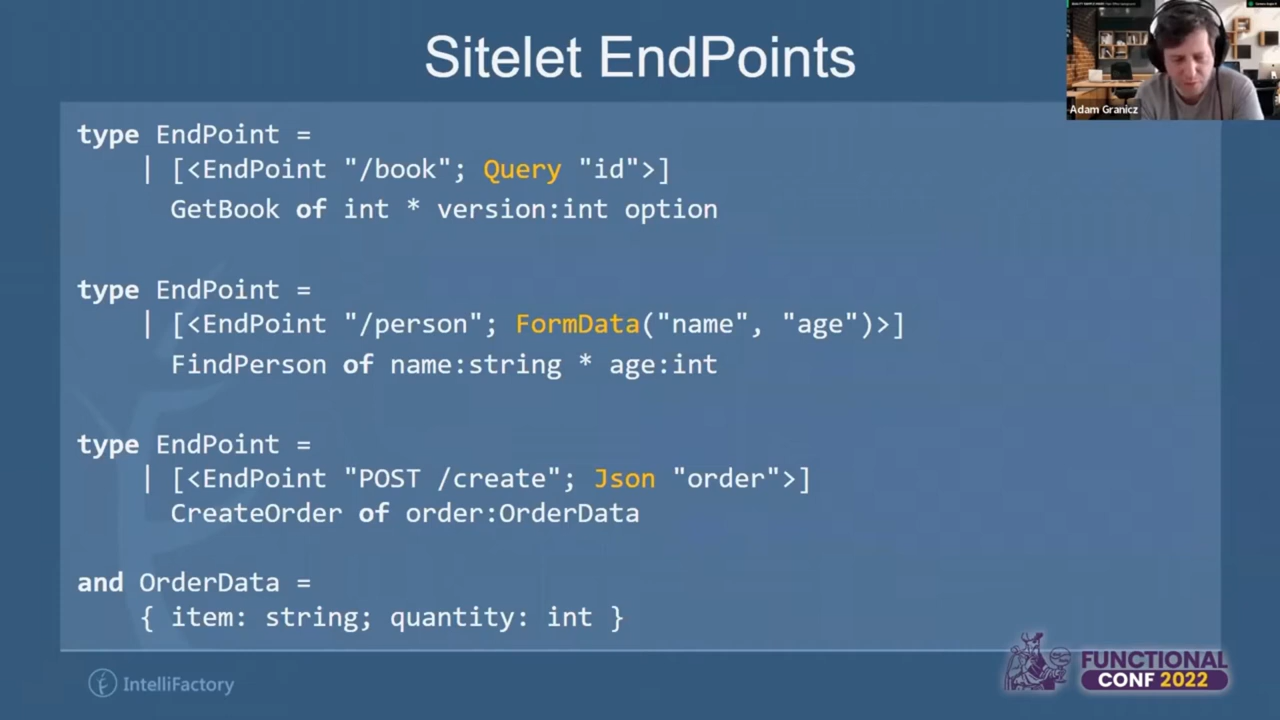 Sitelet EndPoints
Adam Granicz
type EndPoint =
| [<EndPoint "/book"; Query "id">]
GetBook of int * version:int option
type EndPoint =
| [<EndPoint "/person"; FormData("name", "age")>]
FindPerson of name:string * age:int
type EndPoint =
| [<EndPoint "POST /create"; Json "order">]
CreateOrder of order:OrderData
and OrderData =
{ item: string; quantity: int }
IntelliFactory
FUNCTIONAL
CONF 2022